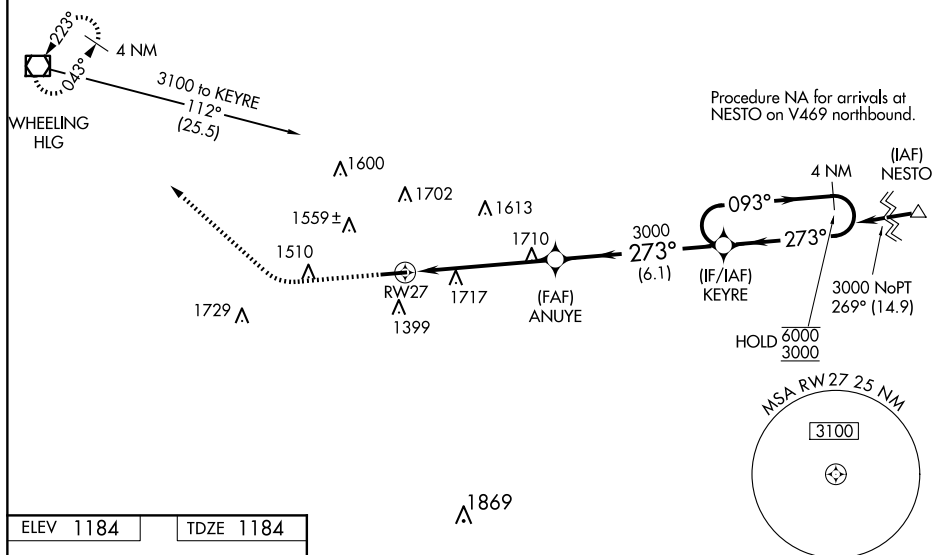 223°
043°
4 NM
WHEELING
HLG
3100 to KEYRE
112°
(25.5)
Procedure NA for arrivals at
NESTO on V469 northbound.
(IAF)
NESTO
4 NM
093°
273°
3000 NoPT
269° (14.9)
HOLD 6000
3000
(IF/IAF)
KEYRE
3000
273°
(6.1)
(FAF)
ANUYE
1600
1702
1613
1559±
1510
1710
1717
RW27
1399
1729
MSA RW27 25 NM
3100
1869
ELEV 1184
TDZE 1184